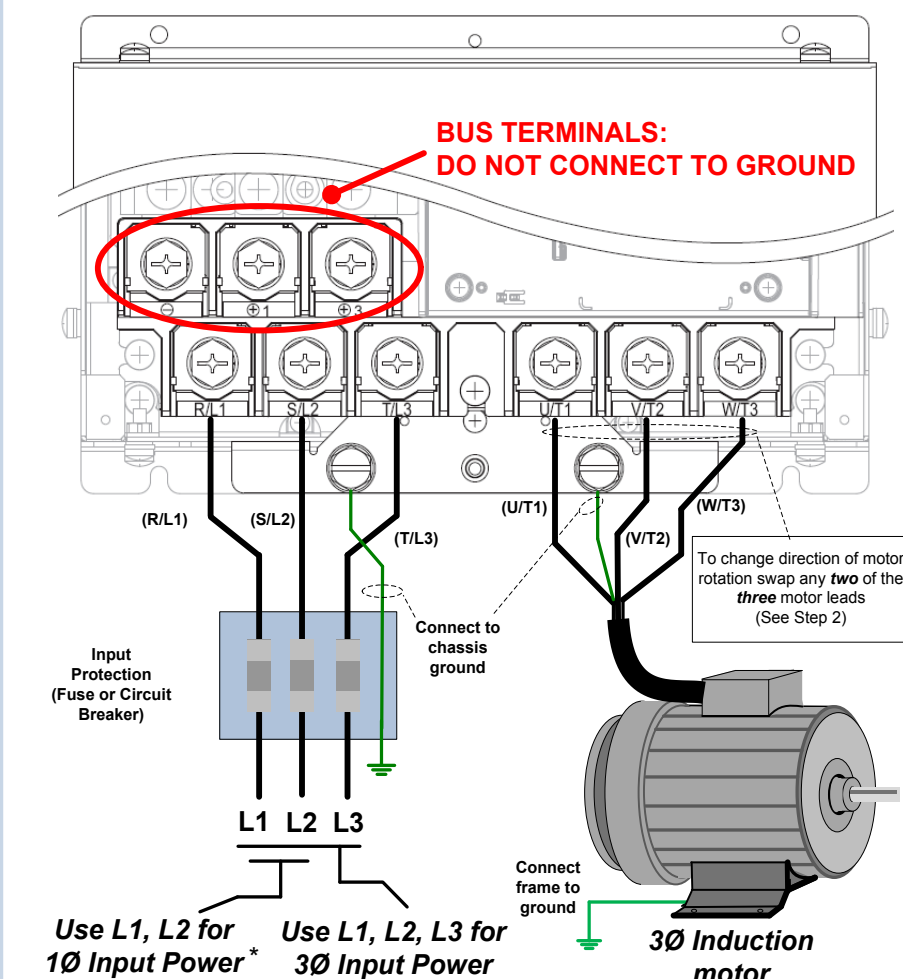 BUS TERMINALS:
DO NOT CONNECT TO GROUND
⊖ ⊕1 ⊕3
R/L1 S/L2 T/L3 U/T1 V/T2 W/T3
(R/L1) (S/L2) (T/L3) (U/T1) (V/T2) (W/T3)
To change direction of motor
rotation swap any two of the
three motor leads
(See Step 2)
Connect to
chassis
ground
Input
Protection
(Fuse or Circuit
Breaker)
L1 L2 L3
Use L1, L2 for
1Ø Input Power *
Use L1, L2, L3 for
3Ø Input Power
Connect
frame to
ground
3Ø Induction
motor